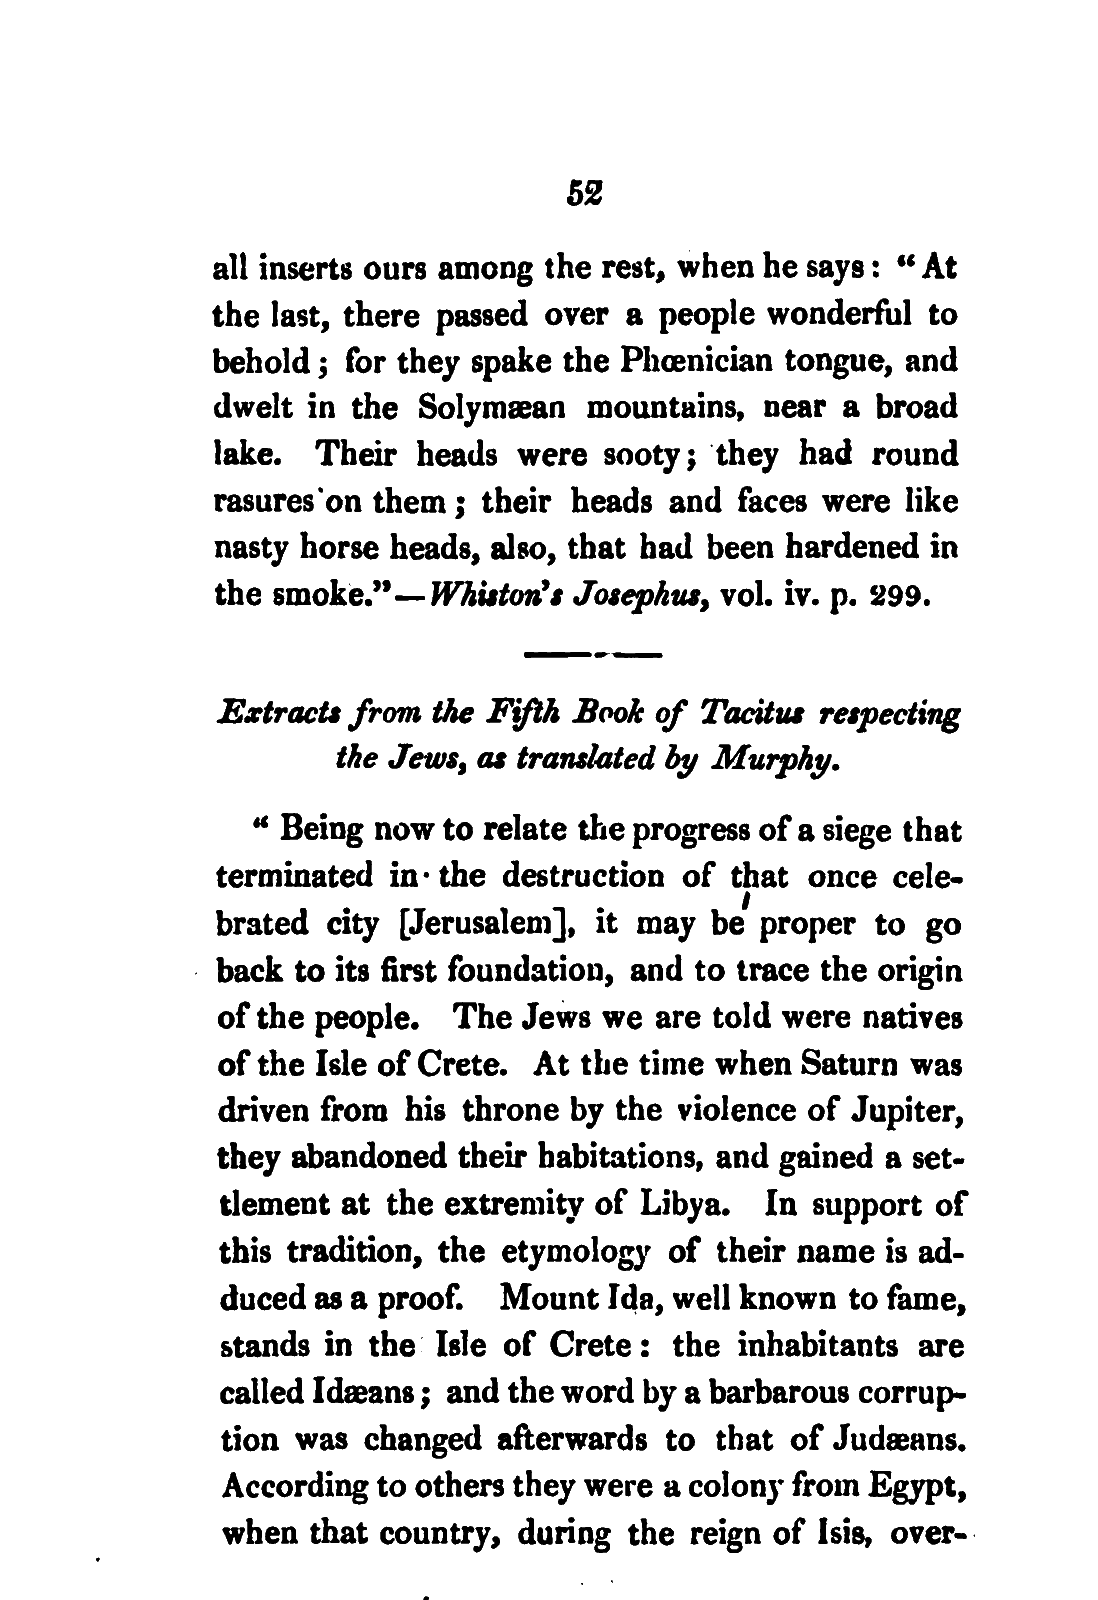 52
all inserts ours among the rest, when he says: “At
the last, there passed over a people wonderful to
behold; for they spake the Phœnician tongue, and
dwelt in the Solymæan mountains, near a broad
lake. Their heads were sooty; they had round
rasures on them; their heads and faces were like
nasty horse heads, also, that had been hardened in
the smoke.”—Whiston's Josephus, vol. iv. p. 299.
Extracts from the Fifth Book of Tacitus respecting
the Jews, as translated by Murphy.
“Being now to relate the progress of a siege that
terminated in the destruction of that once cele-
brated city [Jerusalem], it may be proper to go
back to its first foundation, and to trace the origin
of the people. The Jews we are told were natives
of the Isle of Crete. At the time when Saturn was
driven from his throne by the violence of Jupiter,
they abandoned their habitations, and gained a set-
tlement at the extremity of Libya. In support of
this tradition, the etymology of their name is ad-
duced as a proof. Mount Ida, well known to fame,
stands in the Isle of Crete: the inhabitants are
called Idæans; and the word by a barbarous corrup-
tion was changed afterwards to that of Judæans.
According to others they were a colony from Egypt,
when that country, during the reign of Isis, over-